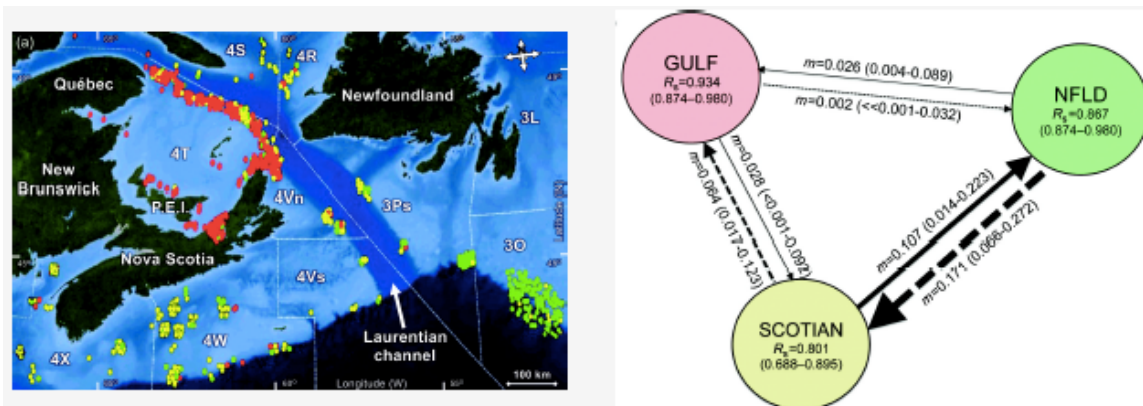 (a)
4S
4R
Québec
Newfoundland
3L
4T
New
Brunswick
4Vn
3Ps
P.E.I.
3O
Nova Scotia
4Vs
4W
Laurentian
channel
4X
Longitude (W)
100 km
GULF
Rs=0.934
(0.874–0.980)
m=0.026 (0.004-0.089)
m=0.002 (<<0.001-0.032)
NFLD
Rs=0.867
(0.874–0.980)
m=0.028 (<0.001-0.092)
m=0.064 (0.017-0.123)
m=0.107 (0.014-0.223)
m=0.171 (0.066-0.272)
SCOTIAN
Rs=0.801
(0.688–0.895)